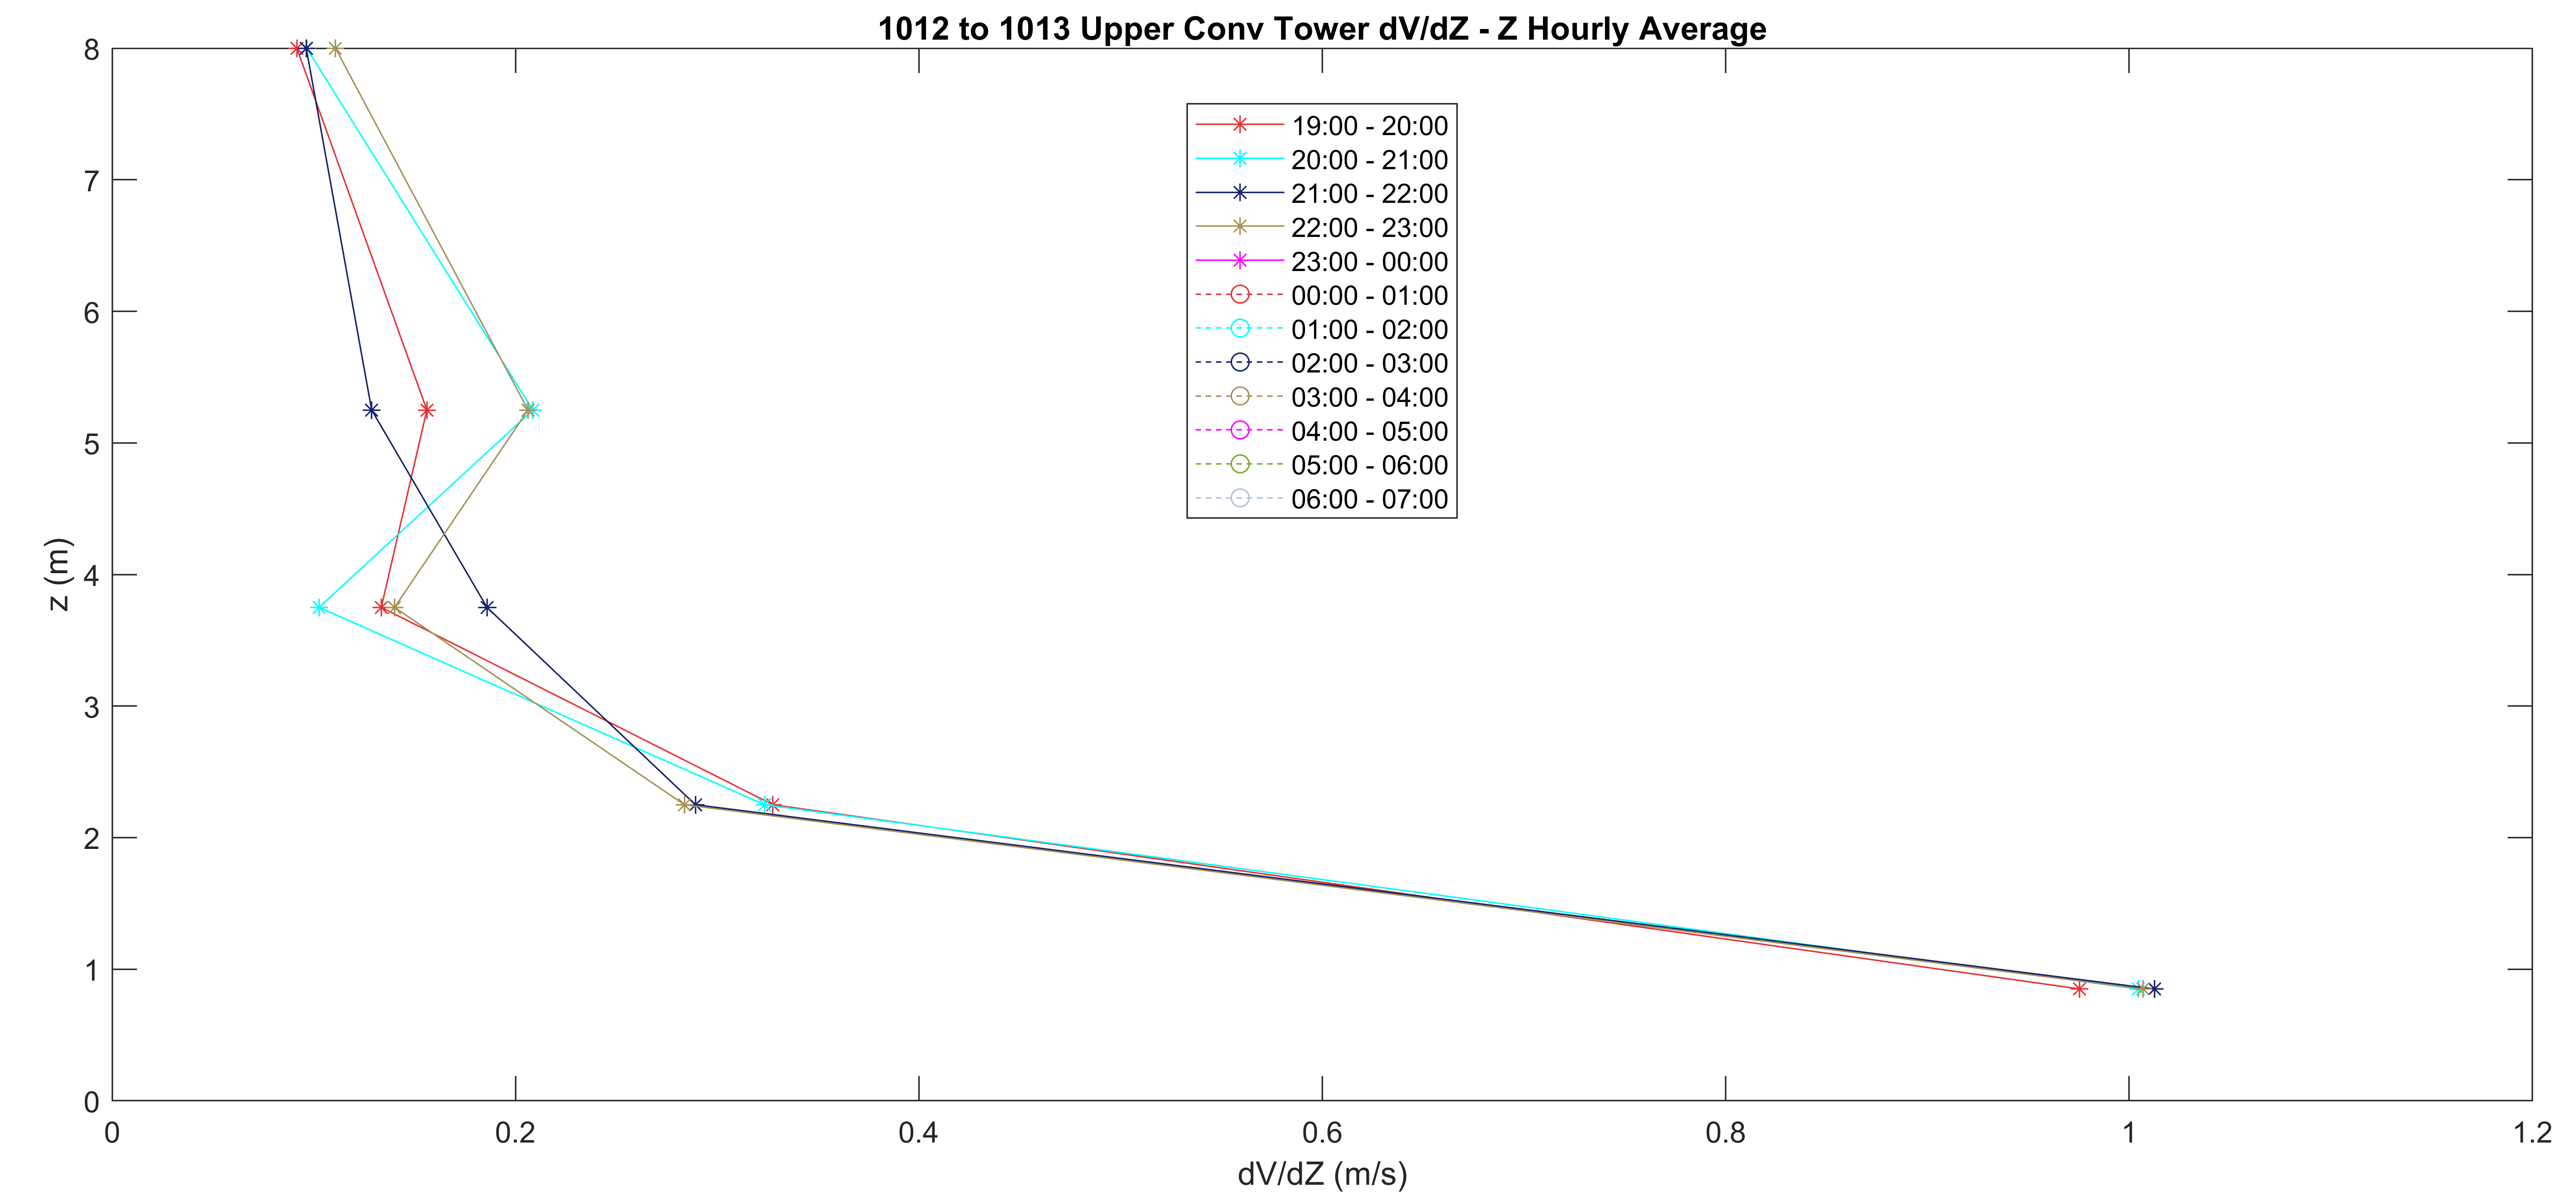 1012 to 1013 Upper Conv Tower dV/dZ - Z Hourly Average
8
7
6
5
4
3
2
1
0
z (m)
19:00 - 20:00
20:00 - 21:00
21:00 - 22:00
22:00 - 23:00
23:00 - 00:00
00:00 - 01:00
01:00 - 02:00
02:00 - 03:00
03:00 - 04:00
04:00 - 05:00
05:00 - 06:00
06:00 - 07:00
0 0.2 0.4 0.6 0.8 1 1.2
dV/dZ (m/s)